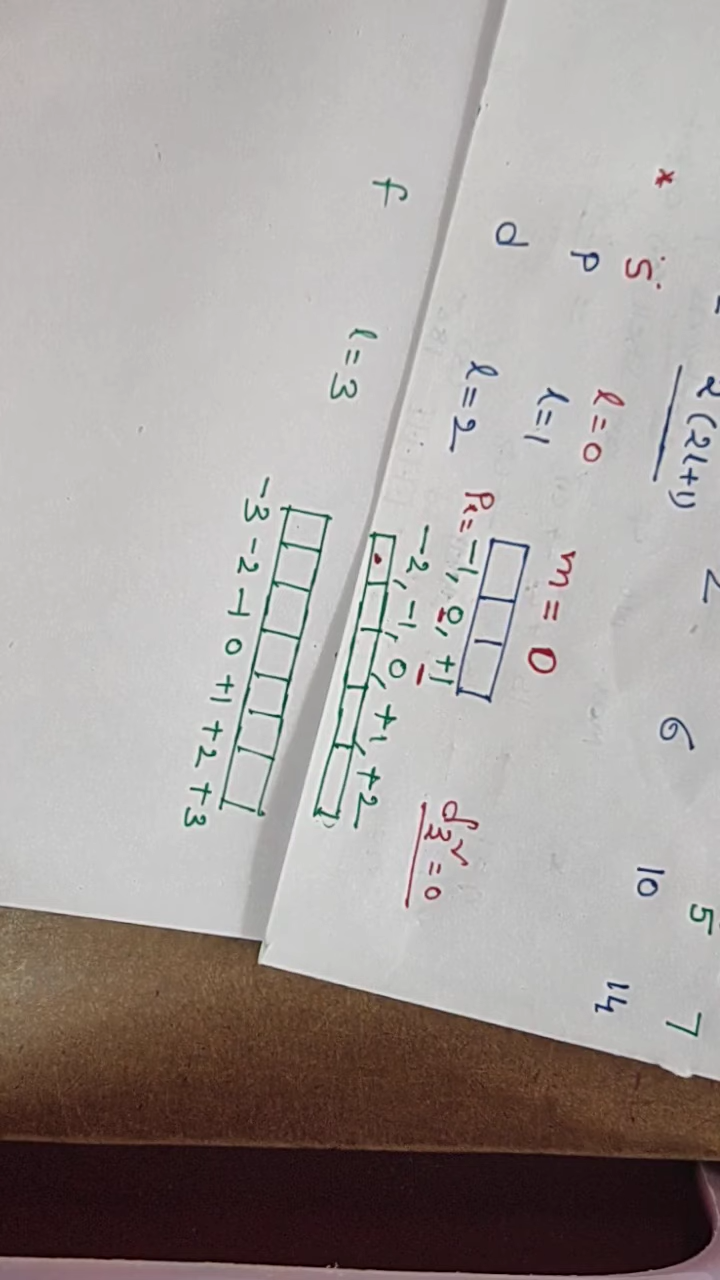 5 7
2(2l+1) 2 6 10 14
* s l=0 m=0
p l=1
Pz= -1, 0, +1
d l=2
dz²=0
-2, -1, 0, +1, +2
f l=3
-3 -2 -1 0 +1 +2 +3